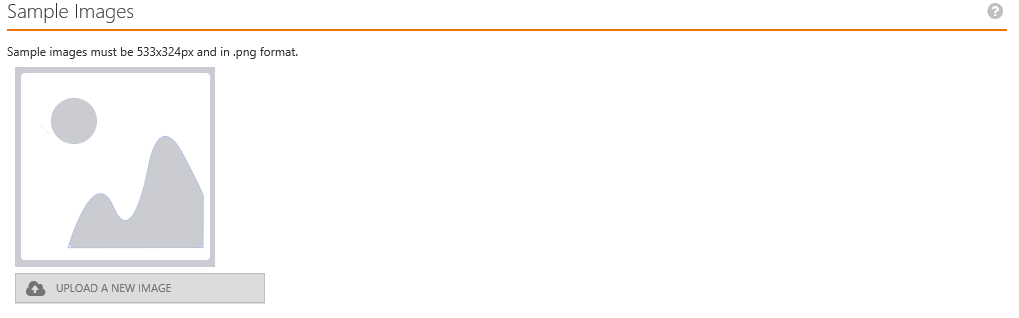 Sample Images
?
Sample images must be 533x324px and in .png format.
UPLOAD A NEW IMAGE